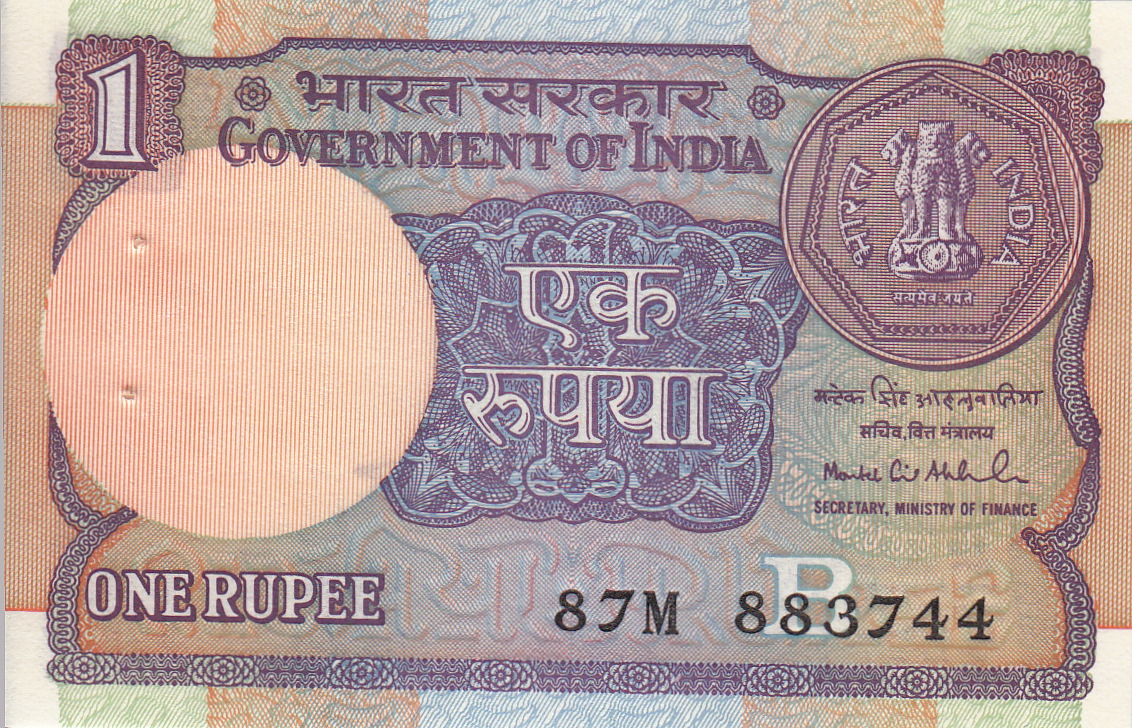 1
भारत सरकार
GOVERNMENT OF INDIA
भारत
INDIA
सत्यमेव जयते
एक
रुपया
मन्टेक सिंह आहलुवालिया
सचिव, वित्त मंत्रालय
SECRETARY, MINISTRY OF FINANCE
ONE RUPEE
B
87M 883744